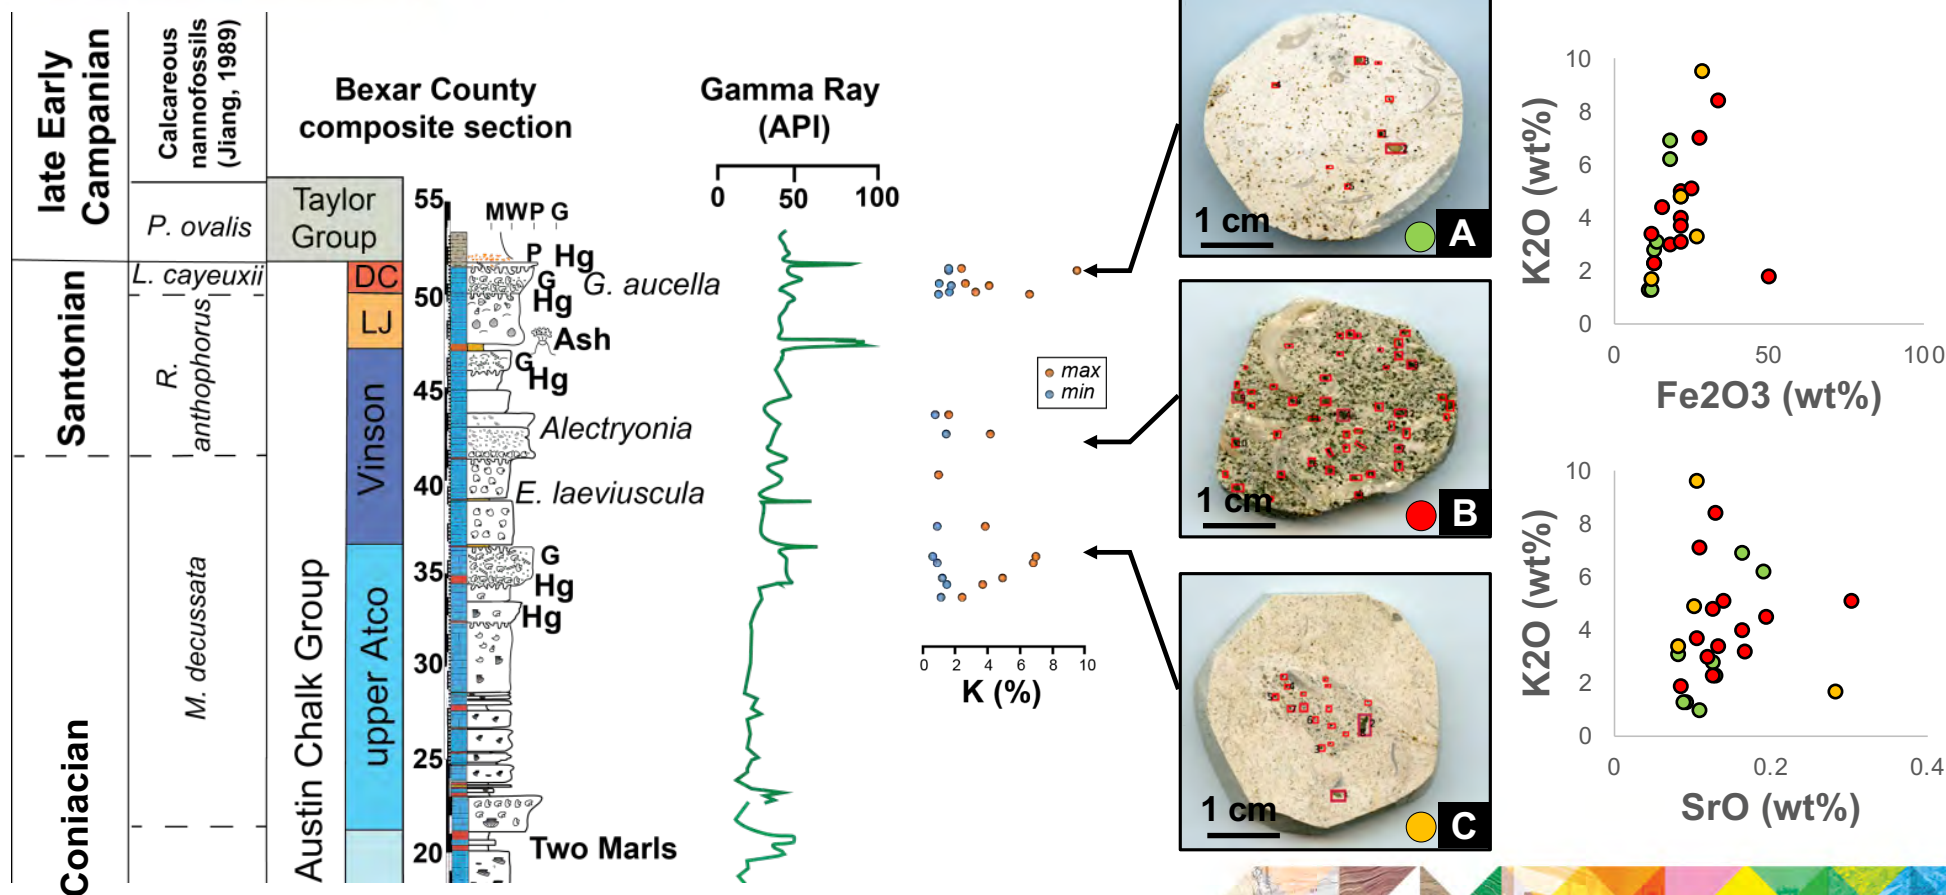 late Early
Campanian
Santonian
Coniacian
Calcareous
nannofossils
(Jiang, 1989)
P. ovalis
L. cayeuxii
R.
anthophorus
M. decussata
Bexar County
composite section
Taylor
Group
Austin Chalk Group
DC
LJ
Vinson
upper Atco
55
50
45
40
35
30
25
20
MWP G
P Hg
G
Hg
G. aucella
Ash
G
Hg
Alectryonia
E. laeviuscula
G
Hg
Hg
Two Marls
Gamma Ray
(API)
0 50 100
max
min
0 2 4 6 8 10
K (%)
1 cm
A
1 cm
B
1 cm
C
K2O (wt%)
10
8
6
4
2
0
0 50 100
Fe2O3 (wt%)
K2O (wt%)
10
8
6
4
2
0
0 0.2 0.4
SrO (wt%)